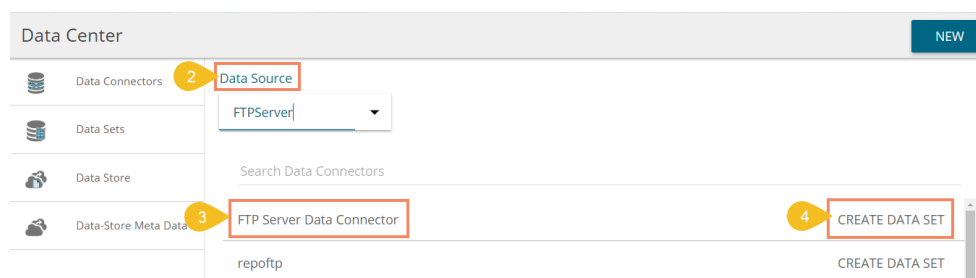 Data Center
NEW
Data Connectors
2
Data Source
FTPServer
Data Sets
Search Data Connectors
Data Store
3
FTP Server Data Connector
4
CREATE DATA SET
Data-Store Meta Data
repoftp
CREATE DATA SET